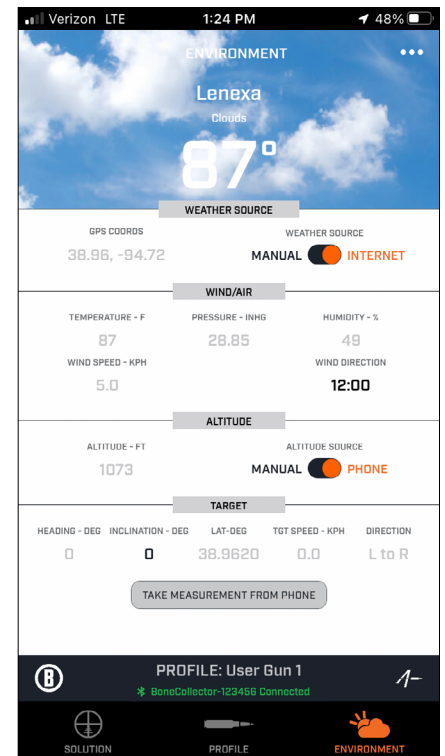 Verizon LTE 1:24 PM 48%
ENVIRONMENT
Lenexa
Clouds
87°
WEATHER SOURCE
GPS COORDS WEATHER SOURCE
38.96, -94.72 MANUAL INTERNET
WIND/AIR
TEMPERATURE - F PRESSURE - INHG HUMIDITY - %
87 28.85 49
WIND SPEED - KPH WIND DIRECTION
5.0 12:00
ALTITUDE
ALTITUDE - FT ALTITUDE SOURCE
1073 MANUAL PHONE
TARGET
HEADING - DEG INCLINATION - DEG LAT-DEG TGT SPEED - KPH DIRECTION
0 0 38.9620 0.0 L to R
TAKE MEASUREMENT FROM PHONE
B PROFILE: User Gun 1
BoneCollector-123456 Connected
SOLUTION PROFILE ENVIRONMENT